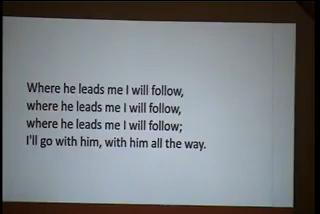 Where he leads me I will follow,
where he leads me I will follow,
where he leads me I will follow;
I'll go with him, with him all the way.